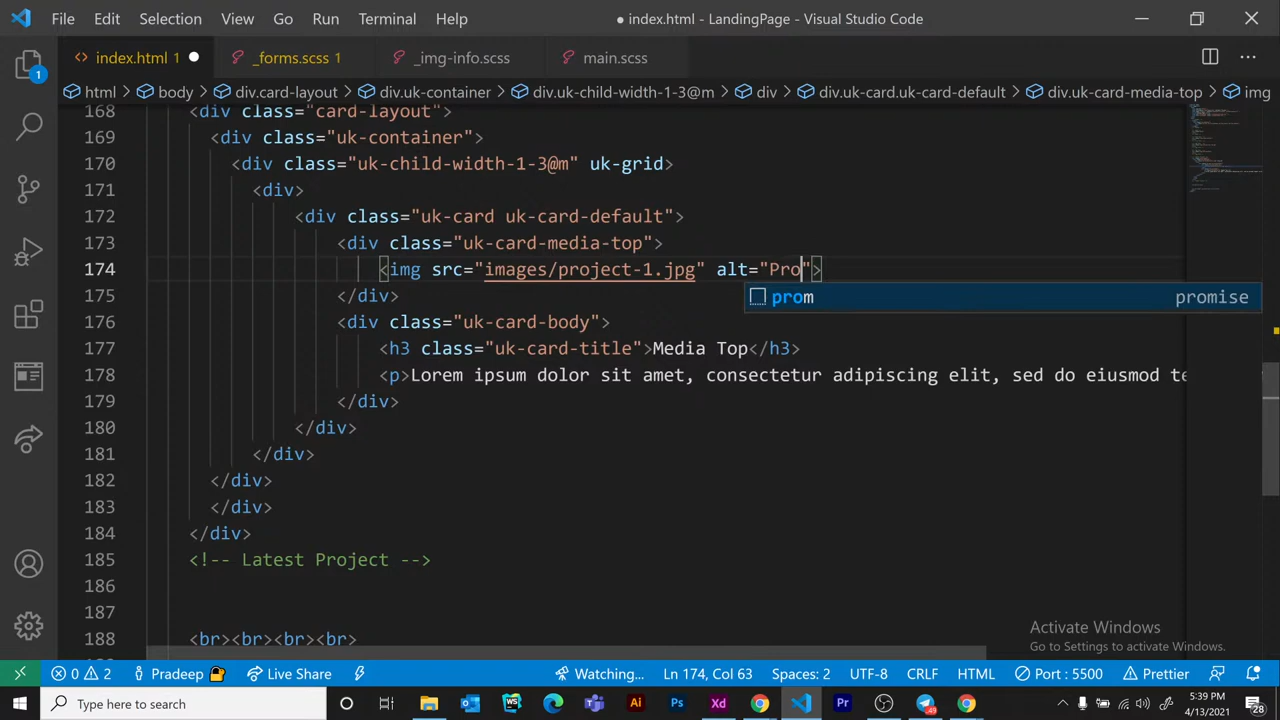 File Edit Selection View Go Run Terminal Help
● index.html - LandingPage - Visual Studio Code
index.html 1 ● _forms.scss 1 _img-info.scss main.scss
html > body > div.card-layout > div.uk-container > div.uk-child-width-1-3@m > div > div.uk-card.uk-card-default > div.uk-card-media-top > img
1
168 <div class="card-layout">
169 <div class="uk-container">
170 <div class="uk-child-width-1-3@m" uk-grid>
171 <div>
172 <div class="uk-card uk-card-default">
173 <div class="uk-card-media-top">
174 <img src="images/project-1.jpg" alt="Pro">
prom promise
175 </div>
176 <div class="uk-card-body">
177 <h3 class="uk-card-title">Media Top</h3>
178 <p>Lorem ipsum dolor sit amet, consectetur adipiscing elit, sed do eiusmod te
179 </div>
180 </div>
181 </div>
182 </div>
183 </div>
184 </div>
185 <!-- Latest Project -->
186
187
188 <br><br><br><br>
Activate Windows
Go to Settings to activate Windows.
0 2 Pradeep Live Share Watching... Ln 174, Col 63 Spaces: 2 UTF-8 CRLF HTML Port : 5500 Prettier
Type here to search
Ai Ps Xd Pr 49
5:39 PM
4/13/2021
28